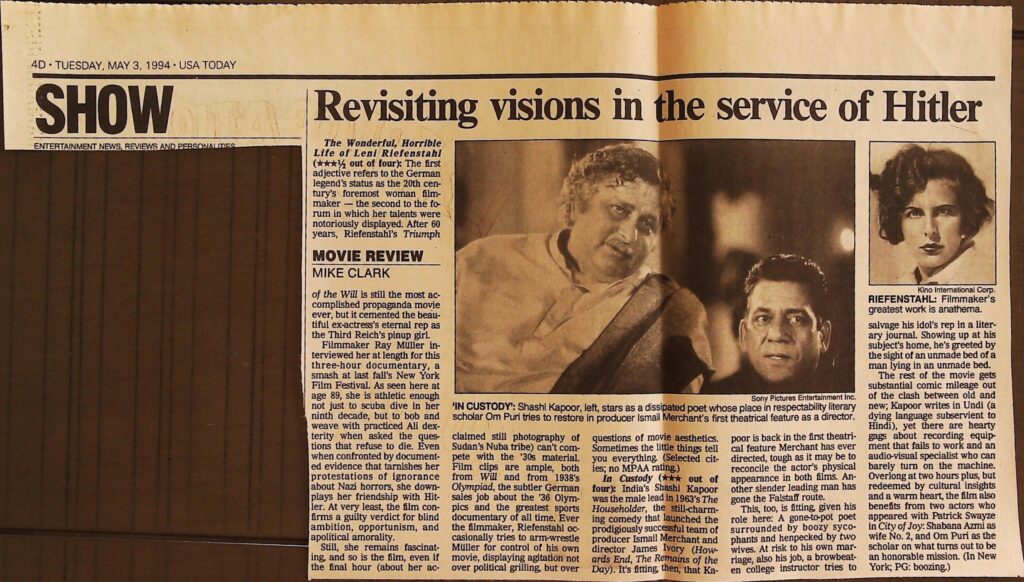 4D · TUESDAY, MAY 3, 1994 · USA TODAY
SHOW
ENTERTAINMENT NEWS, REVIEWS AND PERSONALITIES
Revisiting visions in the service of Hitler
The Wonderful, Horrible
Life of Leni Riefenstahl
(★★★½ out of four): The first
adjective refers to the German
legend's status as the 20th cen-
tury's foremost woman film-
maker — the second to the fo-
rum in which her talents were
notoriously displayed. After 60
years, Riefenstahl's Triumph
MOVIE REVIEW
MIKE CLARK
of the Will is still the most ac-
complished propaganda movie
ever, but it cemented the beau-
tiful ex-actress's eternal rep as
the Third Reich's pinup girl.
Filmmaker Ray Müller in-
terviewed her at length for this
three-hour documentary, a
smash at last fall's New York
Film Festival. As seen here at
age 89, she is athletic enough
not just to scuba dive in her
ninth decade, but to bob and
weave with practiced Ali dex-
terity when asked the ques-
tions that refuse to die. Even
when confronted by document-
ed evidence that tarnishes her
protestations of ignorance
about Nazi horrors, she down-
plays her friendship with Hit-
ler. At very least, the film con-
firms a guilty verdict for blind
ambition, opportunism, and
apolitical amorality.
Still, she remains fascinat-
ing, and so is the film, even if
the final hour (about her ac-
Sony Pictures Entertainment Inc.
'IN CUSTODY': Shashi Kapoor, left, stars as a dissipated poet whose place in respectability literary
scholar Om Puri tries to restore in producer Ismail Merchant's first theatrical feature as a director.
claimed still photography of
Sudan's Nuba tribe) can't com-
pete with the '30s material.
Film clips are ample, both
from Will and from 1938's
Olympiad, the subtler German
sales job about the '36 Olym-
pics and the greatest sports
documentary of all time. Ever
the filmmaker, Riefenstahl oc-
casionally tries to arm-wrestle
Müller for control of his own
movie, displaying agitation not
over political grilling, but over
questions of movie aesthetics.
Sometimes the little things tell
you everything. (Selected cit-
ies; no MPAA rating.)
In Custody (★★★ out of
four): India's Shashi Kapoor
was the male lead in 1963's The
Householder, the still-charm-
ing comedy that launched the
prodigiously successful team of
producer Ismail Merchant and
director James Ivory (How-
ards End, The Remains of the
Day). It's fitting, then, that Ka-
poor is back in the first theatri-
cal feature Merchant has ever
directed, tough as it may be to
reconcile the actor's physical
appearance in both films. An-
other slender leading man has
gone the Falstaff route.
This, too, is fitting, given his
role here: A gone-to-pot poet
surrounded by boozy syco-
phants and henpecked by two
wives. At risk to his own mar-
riage, also his job, a browbeat-
en college instructor tries to
Kino International Corp.
RIEFENSTAHL: Filmmaker's
greatest work is anathema.
salvage his idol's rep in a liter-
ary journal. Showing up at his
subject's home, he's greeted by
the sight of an unmade bed of a
man lying in an unmade bed.
The rest of the movie gets
substantial comic mileage out
of the clash between old and
new; Kapoor writes in Undi (a
dying language subservient to
Hindi), yet there are hearty
gags about recording equip-
ment that fails to work and an
audio-visual specialist who can
barely turn on the machine.
Overlong at two hours plus, but
redeemed by cultural insights
and a warm heart, the film also
benefits from two actors who
appeared with Patrick Swayze
in City of Joy: Shabana Azmi as
wife No. 2, and Om Puri as the
scholar on what turns out to be
an honorable mission. (In New
York; PG: boozing.)